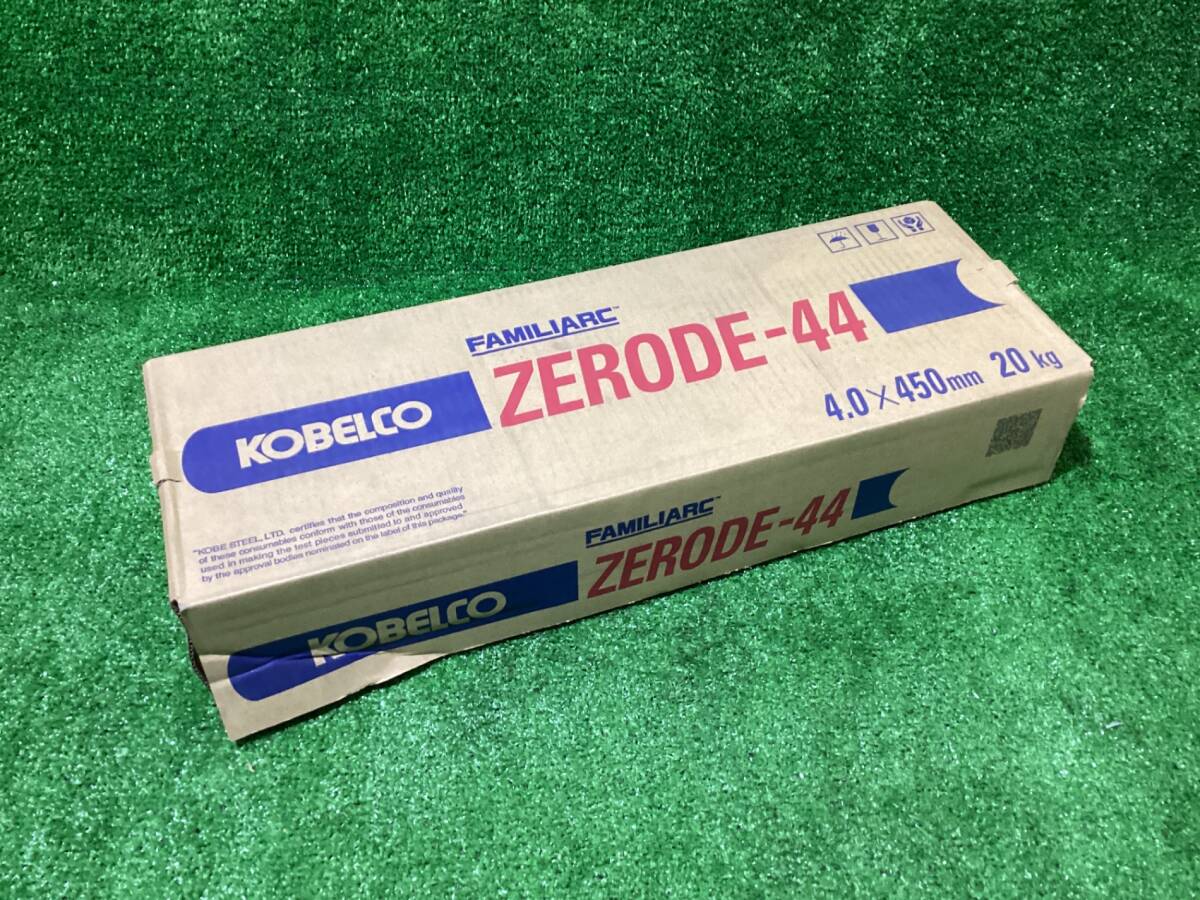 FAMILIARC™
ZERODE-44
KOBELCO
4.0×450mm 20kg
"KOBE STEEL, LTD. certifies that the composition and quality
of these consumables conform with those of the consumables
used in making the test pieces submitted to and approved
by the approval bodies nominated on the label of this package."
FAMILIARC™
ZERODE-44
KOBELCO